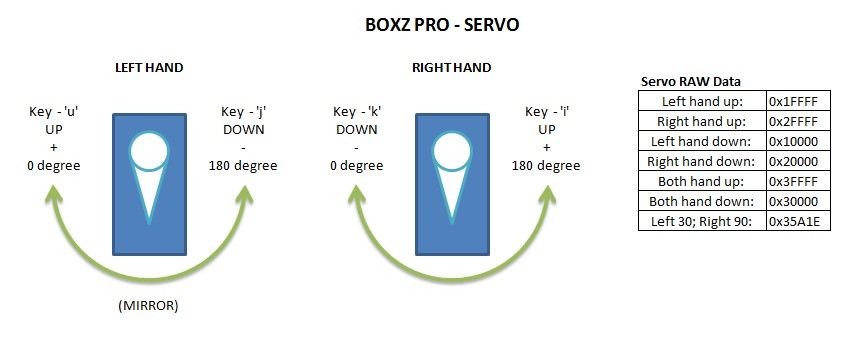 BOXZ PRO - SERVO
LEFT HAND
Key - 'u'
UP
+
0 degree
Key - 'j'
DOWN
-
180 degree
(MIRROR)
RIGHT HAND
Key - 'k'
DOWN
-
0 degree
Key - 'i'
UP
+
180 degree
Servo RAW Data
Left hand up: 0x1FFFF
Right hand up: 0x2FFFF
Left hand down: 0x10000
Right hand down: 0x20000
Both hand up: 0x3FFFF
Both hand down: 0x30000
Left 30; Right 90: 0x35A1E